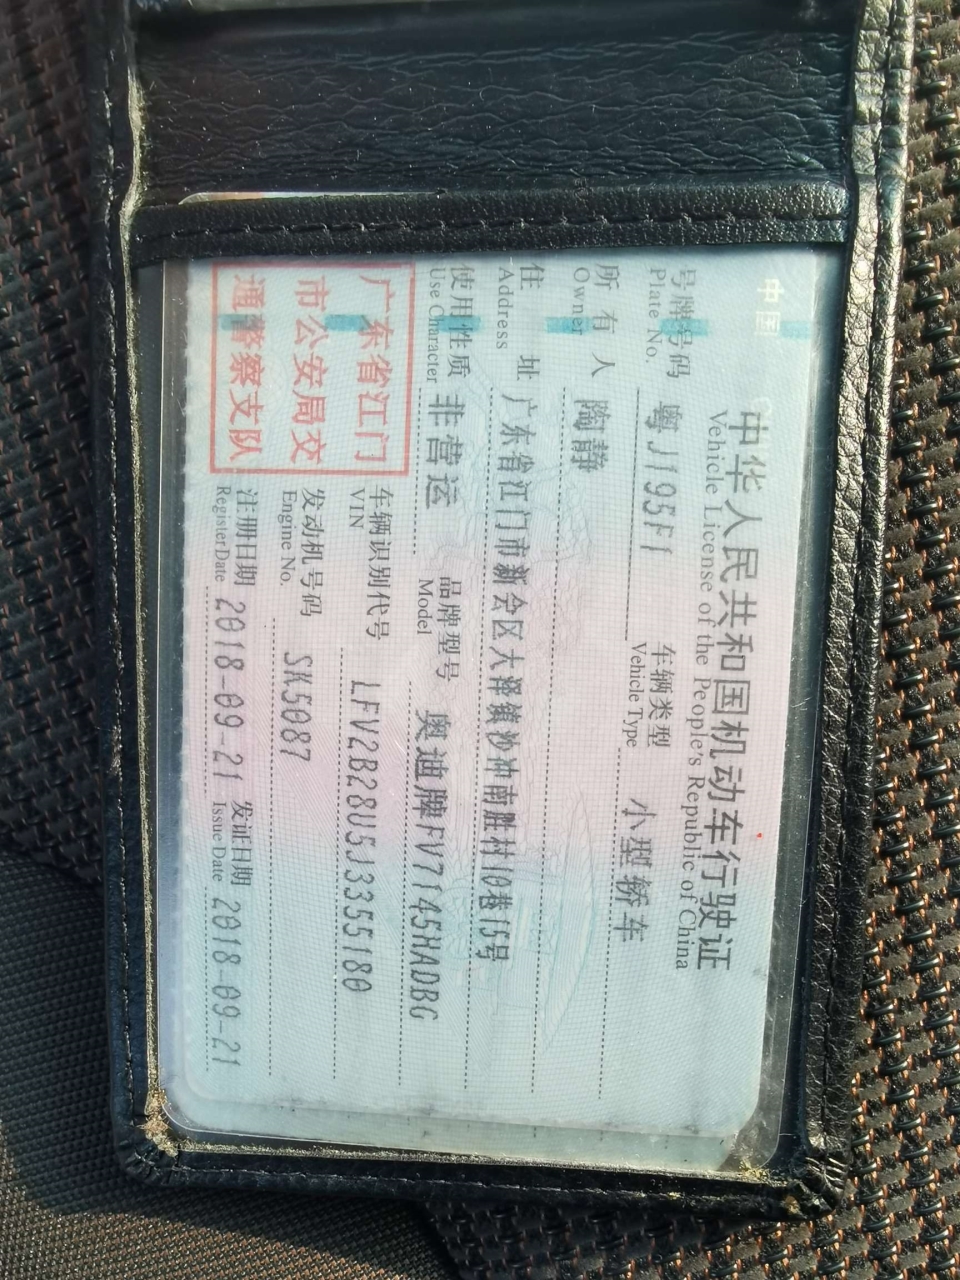 中国
中华人民共和国机动车行驶证
Vehicle License of the People's Republic of China
号牌号码 粤J195F1 车辆类型 小型轿车
Plate No. Vehicle Type
所有人 陶静
Owner
住址 广东省江门市新会区大泽镇沙冲南胜村10巷15号
Address
使用性质 非营运 品牌型号 奥迪牌FV7145HADBG
Use Character Model
车辆识别代号 LFV2B28U5J3355180
VIN
发动机号码 SK5087
Engine No.
注册日期 2018-09-21 发证日期 2018-09-21
Register Date Issue Date
广东省江门
市公安局交
通警察支队